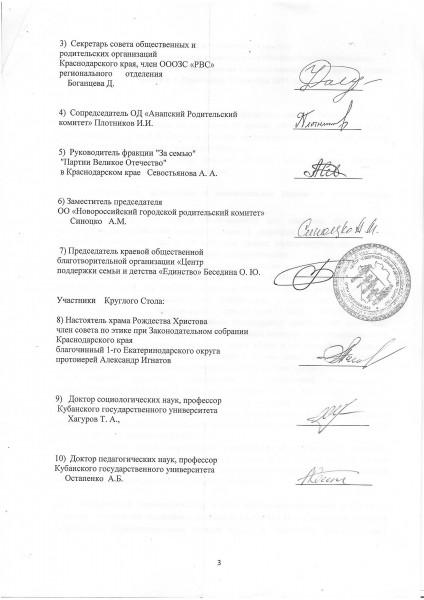 3) Секретарь совета общественных и
родительских организаций
Краснодарского края, член ОООЗС «РВС»
регионального отделения
Боганцева Д.
4) Сопредседатель ОД «Анапский Родительский
комитет» Плотников И.И.
Плотников
5) Руководитель фракции "За семью"
"Партии Великое Отечество"
в Краснодарском крае Севостьянова А. А.
6) Заместитель председателя
ОО «Новороссийский городской родительский комитет»
Синоцко А.М.
Синоцко А.М.
7) Председатель краевой общественной
благотворительной организации «Центр
поддержки семьи и детства «Единство» Беседина О. Ю.
Участники Круглого Стола:
8) Настоятель храма Рождества Христова
член совета по этике при Законодательном собрании
Краснодарского края
благочинный 1-го Екатеринодарского округа
протоиерей Александр Игнатов
9) Доктор социологических наук, профессор
Кубанского государственного университета
Хагуров Т. А.,
10) Доктор педагогических наук, профессор
Кубанского государственного университета
Остапенко А.Б.
3